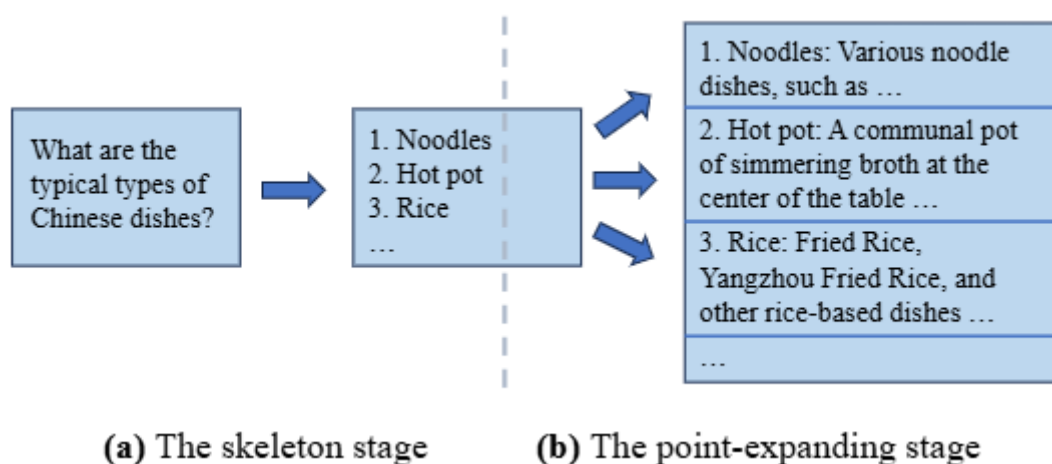 What are the
typical types of
Chinese dishes?
1. Noodles
2. Hot pot
3. Rice
…
1. Noodles: Various noodle
dishes, such as …
2. Hot pot: A communal pot
of simmering broth at the
center of the table …
3. Rice: Fried Rice,
Yangzhou Fried Rice, and
other rice-based dishes …
…
(a) The skeleton stage
(b) The point-expanding stage